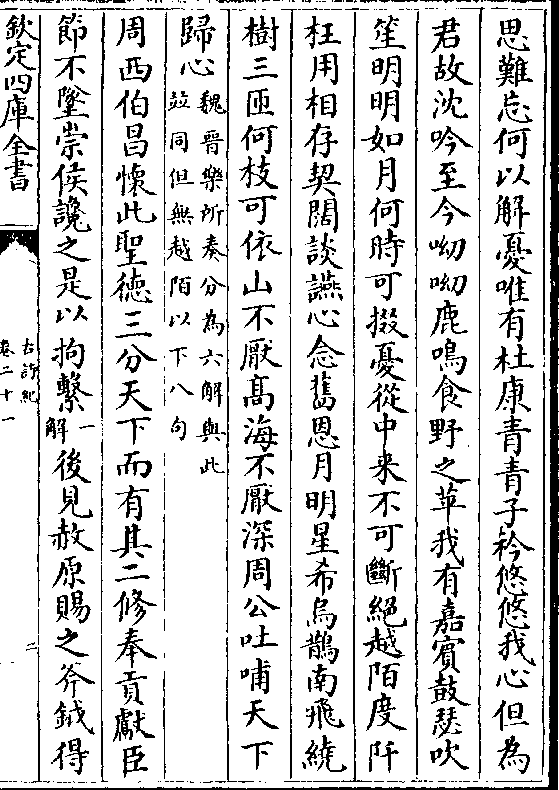 思難忘何以解憂唯有杜康青青子衿悠悠我心但為
君故沈吟至今呦呦鹿鳴食野之苹我有嘉賓鼓瑟吹
笙明明如月何時可掇憂從中来不可斷絕越陌度阡
枉用相存契闊談讌心念舊恩月明星希烏鵲南飛繞
樹三匝何枝可依山不厭髙海不厭深周公吐哺天下
歸心
魏晉樂所奏分為六解與此
竝同但無越陌以下八句
周西伯昌懷此聖徳三分天下而有其二修奉貢獻臣
節不墜崇侯讒之是以拘繫一解後見赦原賜之斧鉞得
欽定四庫全書
古詩紀
卷二十一
二